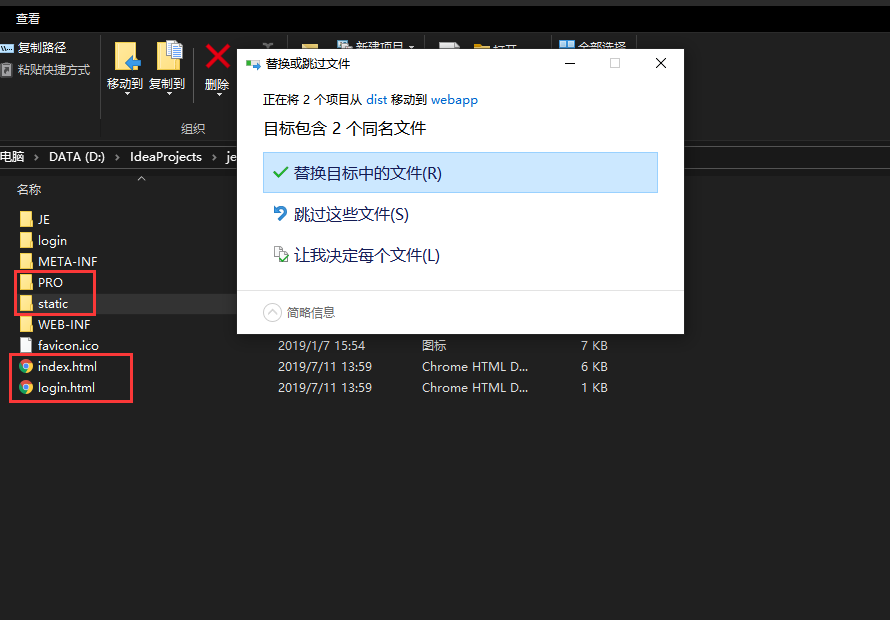 查看
复制路径
粘贴快捷方式
移动到
复制到
删除
新建项目
打开
全部选择
组织
电脑 › DATA (D:) › IdeaProjects › je
名称
JE
login
META-INF
PRO
static
WEB-INF
favicon.ico 2019/1/7 15:54 图标 7 KB
index.html 2019/7/11 13:59 Chrome HTML D... 6 KB
login.html 2019/7/11 13:59 Chrome HTML D... 1 KB
替换或跳过文件
正在将 2 个项目从 dist 移动到 webapp
目标包含 2 个同名文件
替换目标中的文件(R)
跳过这些文件(S)
让我决定每个文件(L)
简略信息